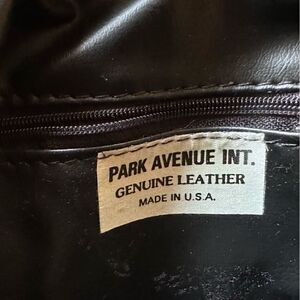 PARK AVENUE INT.
GENUINE LEATHER
MADE IN U.S.A.